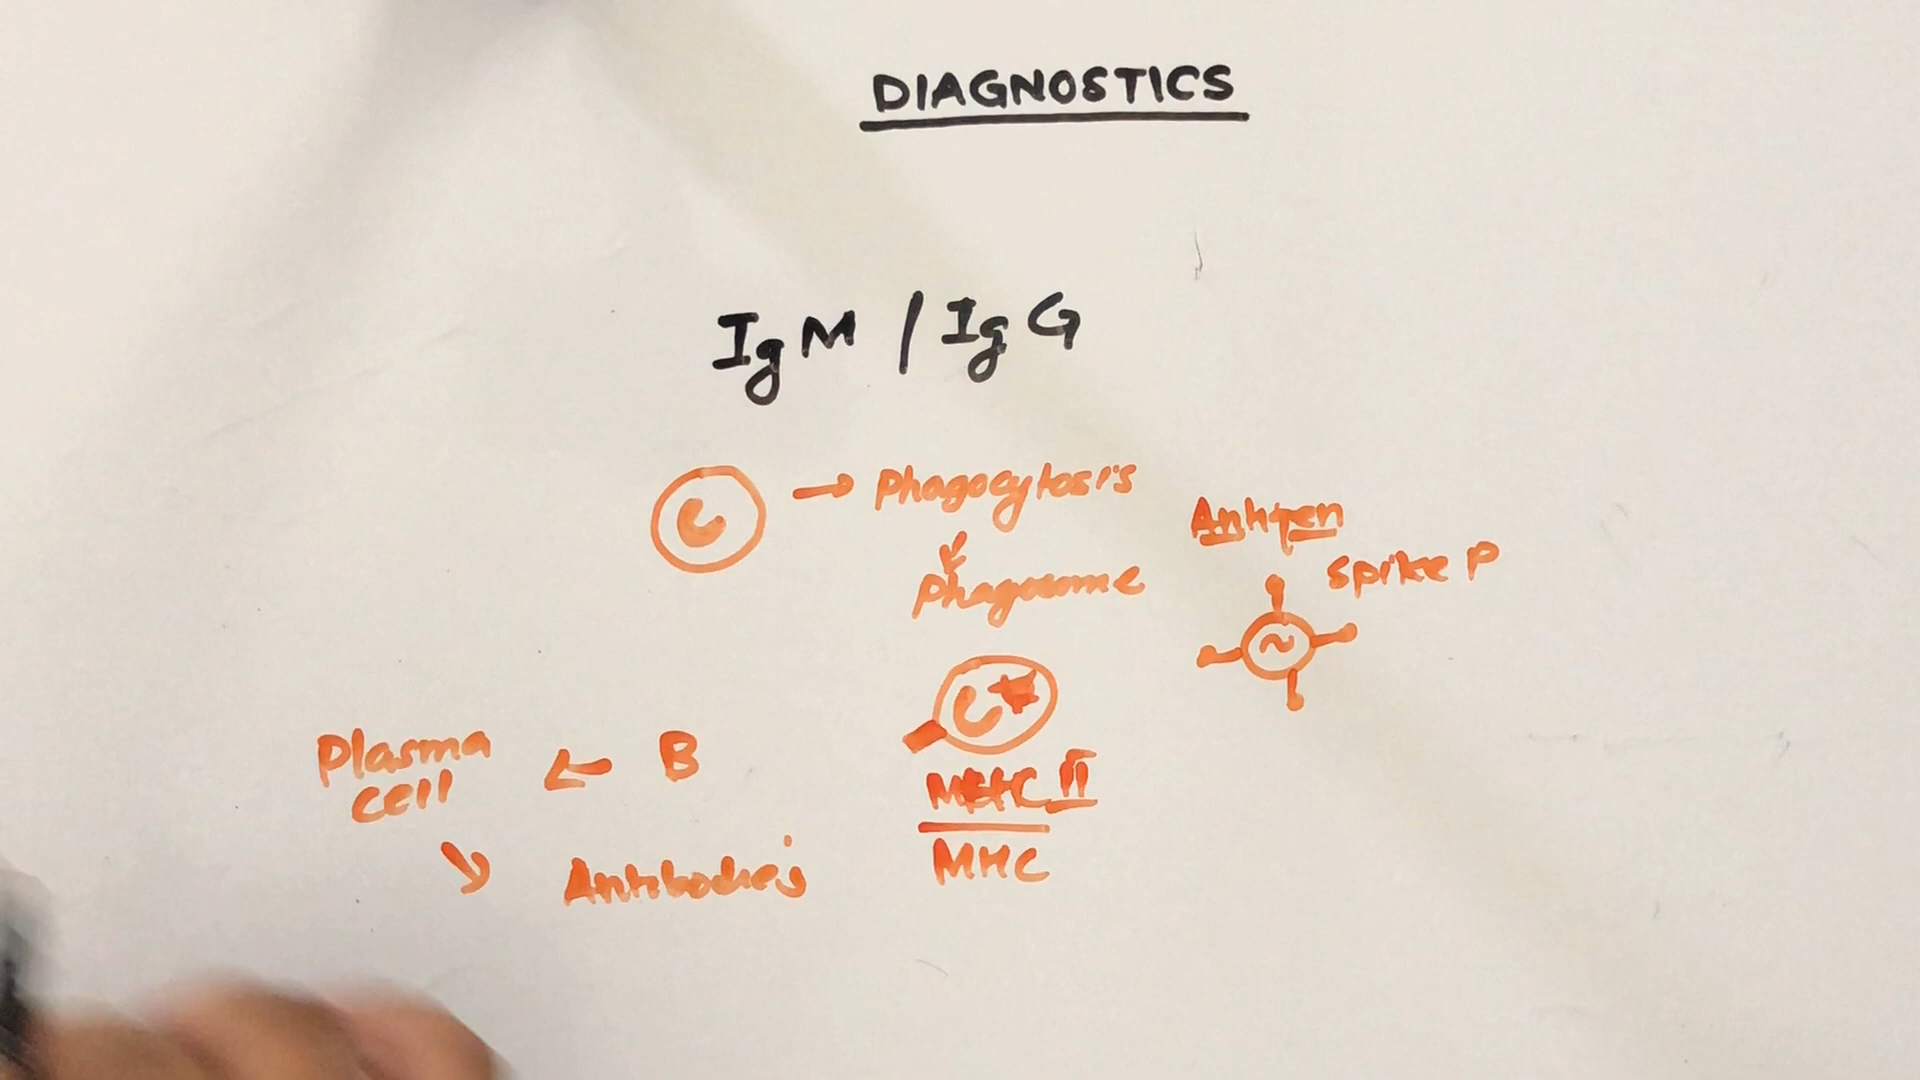 DIAGNOSTICS
IgM / IgG
→ Phagocytosis
Phagosome
Antigen
Spike P
MHC II
MHC
B
Plasma
cell
Antibodies